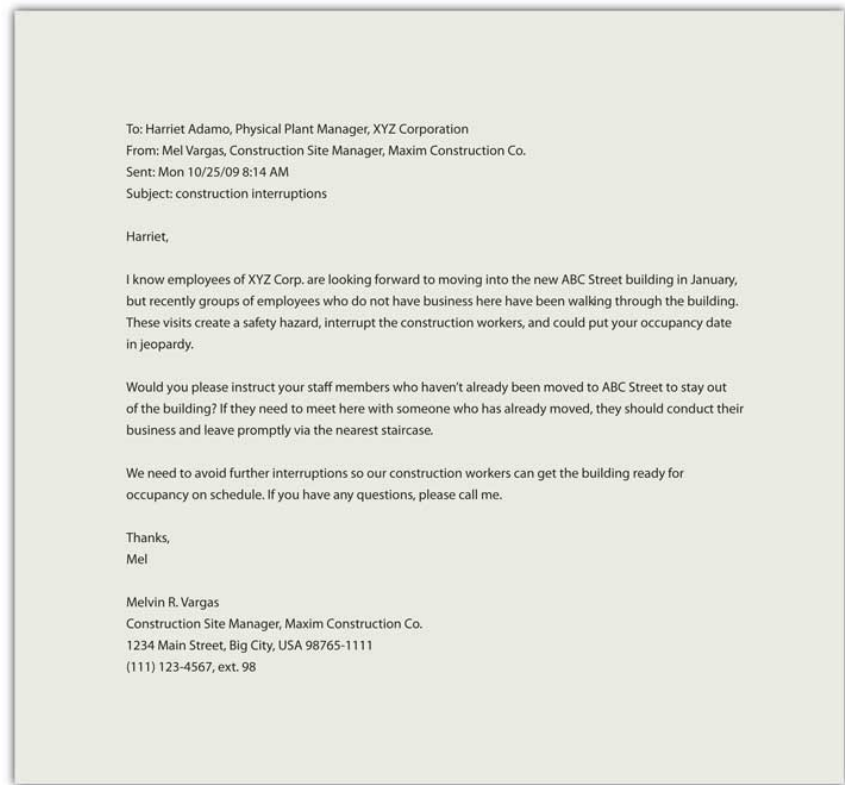 To: Harriet Adamo, Physical Plant Manager, XYZ Corporation
From: Mel Vargas, Construction Site Manager, Maxim Construction Co.
Sent: Mon 10/25/09 8:14 AM
Subject: construction interruptions
Harriet,
I know employees of XYZ Corp. are looking forward to moving into the new ABC Street building in January,
but recently groups of employees who do not have business here have been walking through the building.
These visits create a safety hazard, interrupt the construction workers, and could put your occupancy date
in jeopardy.
Would you please instruct your staff members who haven't already been moved to ABC Street to stay out
of the building? If they need to meet here with someone who has already moved, they should conduct their
business and leave promptly via the nearest staircase.
We need to avoid further interruptions so our construction workers can get the building ready for
occupancy on schedule. If you have any questions, please call me.
Thanks,
Mel
Melvin R. Vargas
Construction Site Manager, Maxim Construction Co.
1234 Main Street, Big City, USA 98765-1111
(111) 123-4567, ext. 98